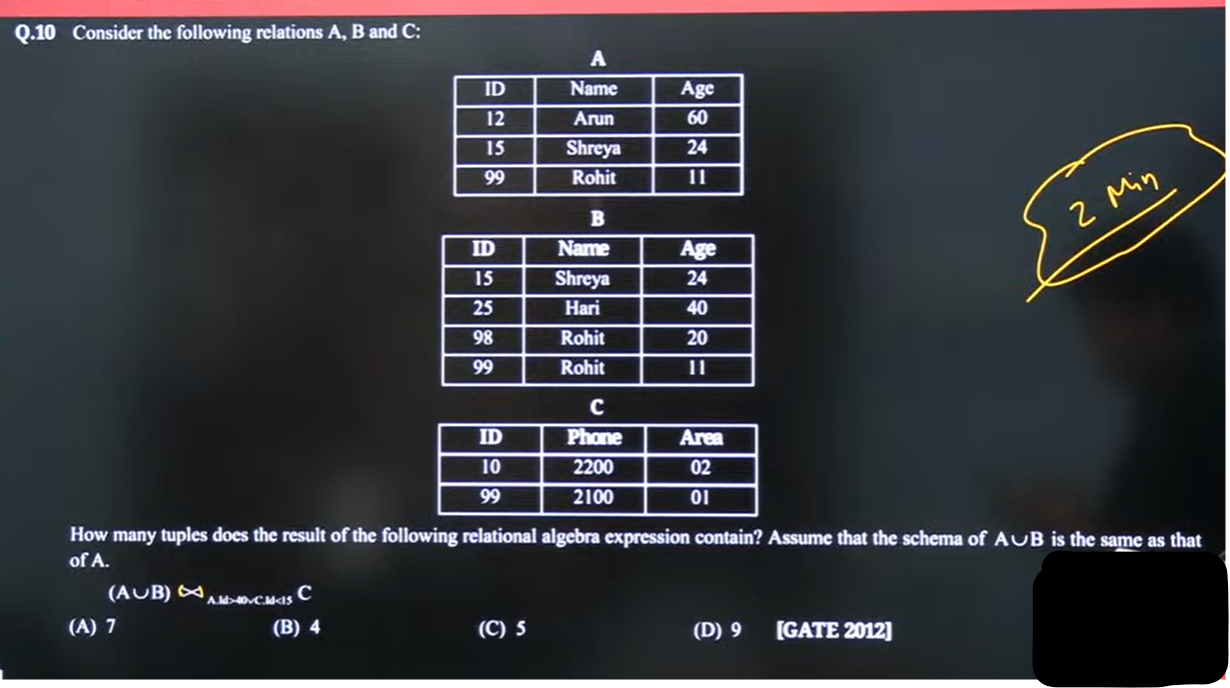 Q.10 Consider the following relations A, B and C:
A
ID Name Age
12 Arun 60
15 Shreya 24
99 Rohit 11
2 Min
B
ID Name Age
15 Shreya 24
25 Hari 40
98 Rohit 20
99 Rohit 11
C
ID Phone Area
10 2200 02
99 2100 01
How many tuples does the result of the following relational algebra expression contain? Assume that the schema of A∪B is the same as that
of A.
(A∪B) ⋈ A.Id>40∨C.Id<15 C
(A) 7 (B) 4 (C) 5 (D) 9 [GATE 2012]